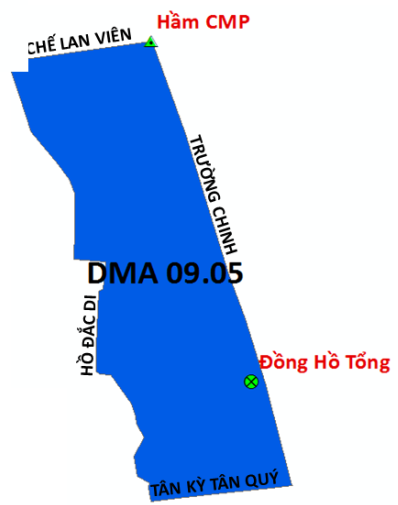 Hầm CMP
CHẾ LAN VIÊN
TRƯỜNG CHINH
DMA 09.05
HỒ ĐẮC DI
Đồng Hồ Tổng
TÂN KỲ TÂN QUÝ